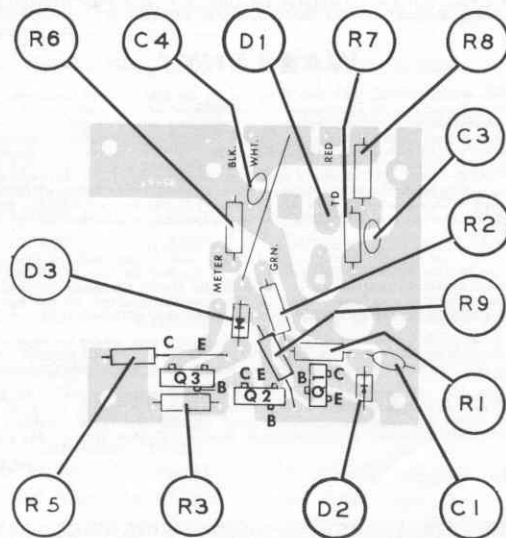 R6 C4 D1 R7 R8
BLK. WHT. RED
C3
TD
R2
METER GRN.
D3
R9
C E
Q3 B C E B Q1 C
Q2 E
B
R1
R5 R3 D2 C1